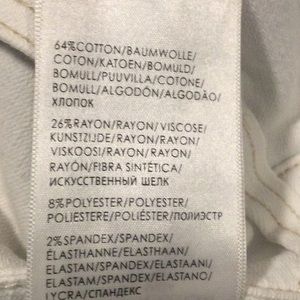 64%COTTON/BAUMWOLLE/
COTON/KATOEN/BOMULD/
BOMULL/PUUVILLA/COTONE/
BOMULL/ALGODÓN/ALGODÃO/
ХЛОПОК
26%RAYON/RAYON/VISCOSE/
KUNSTZIJDE/RAYON/RAYON/
VISKOOSI/RAYON/RAYON/
RAYÓN/FIBRA SINTÉTICA/
ИСКУССТВЕННЫЙ ШЕЛК
8%POLYESTER/POLYESTER/
POLIESTERE/POLIÉSTER/ПОЛИЭСТР
2%SPANDEX/SPANDEX/
ÉLASTHANNE/ELASTHAAN/
ELASTAN/SPANDEX/ELASTAANI/
ELASTAM/SPANDEX/ELASTANO/
LYCRA/СПАНДЕКС